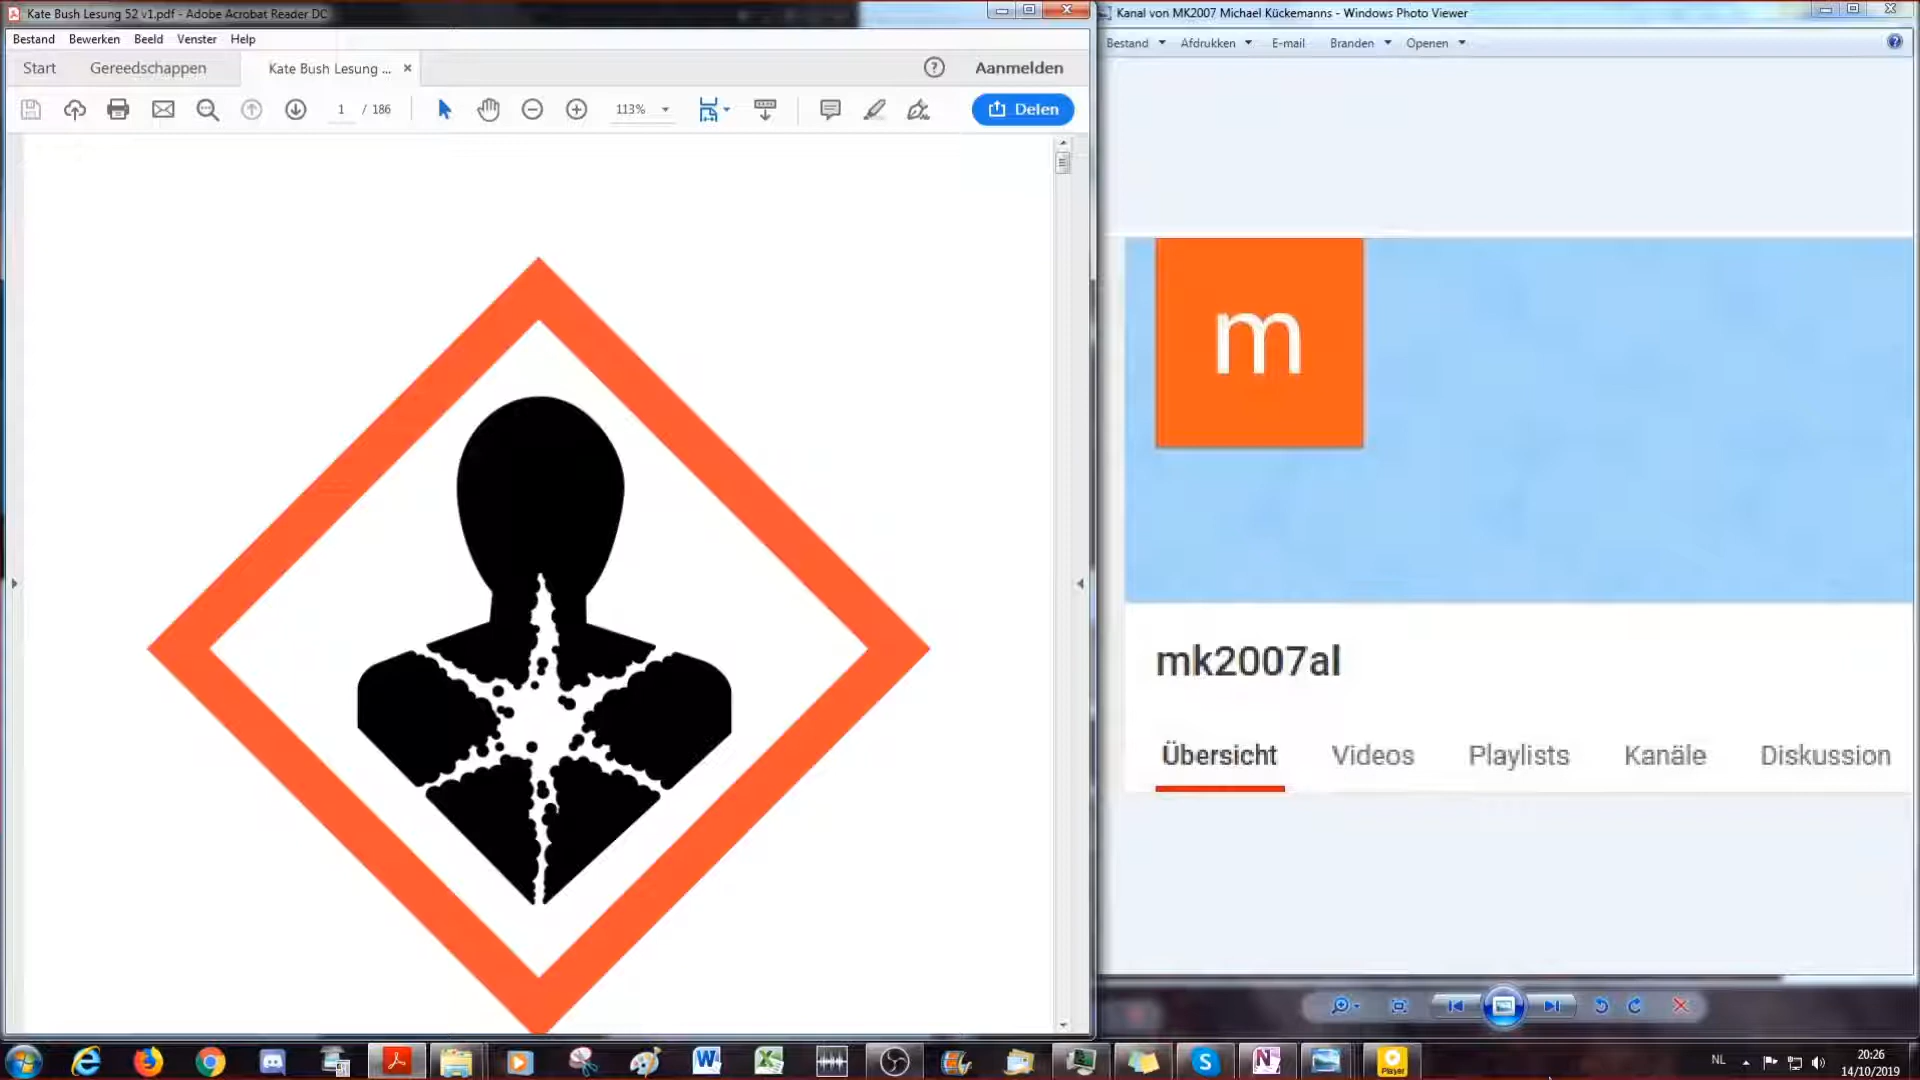 Kate Bush Lesung 52 v1.pdf - Adobe Acrobat Reader DC
Bestand Bewerken Beeld Venster Help
Start Gereedschappen Kate Bush Lesung ... × Aanmelden
1 / 186 113% Delen
Kanal von MK2007 Michael Kückemanns - Windows Photo Viewer
Bestand Afdrukken E-mail Branden Openen
m
mk2007al
Übersicht Videos Playlists Kanäle Diskussion
NL 20:26
14/10/2019
Player